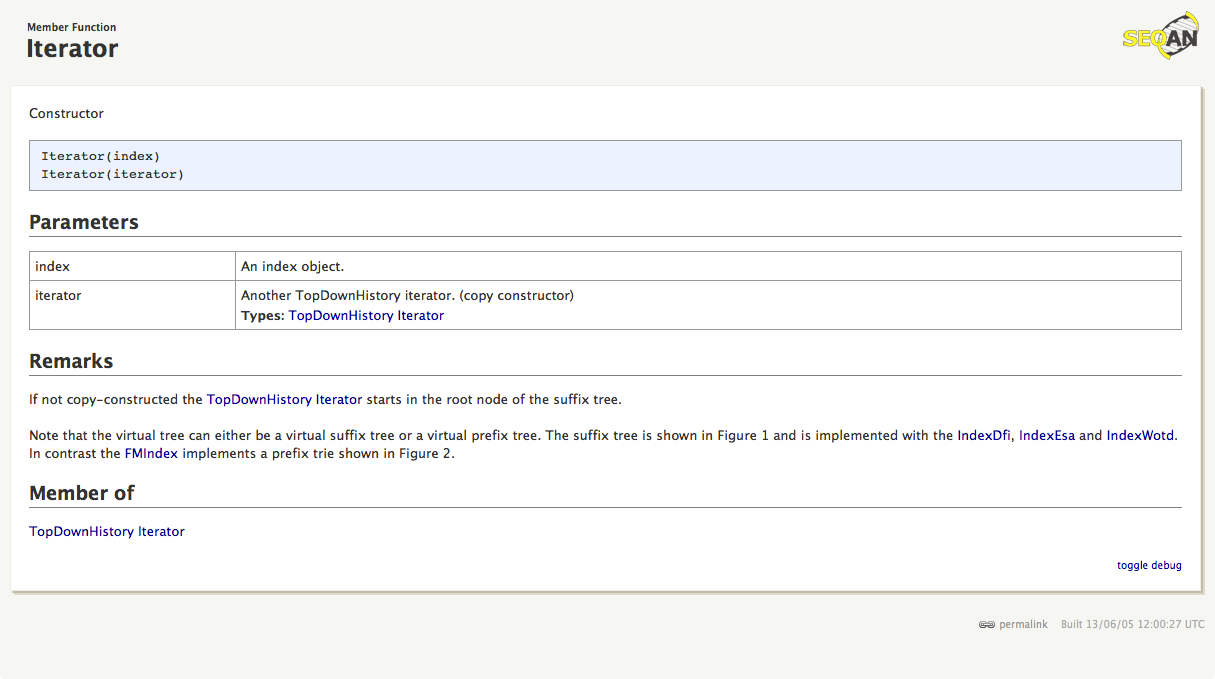 Member Function
Iterator
SEQAN
Constructor
Iterator(index)
Iterator(iterator)
Parameters
index An index object.
iterator Another TopDownHistory iterator. (copy constructor)
Types: TopDownHistory Iterator
Remarks
If not copy-constructed the TopDownHistory Iterator starts in the root node of the suffix tree.
Note that the virtual tree can either be a virtual suffix tree or a virtual prefix tree. The suffix tree is shown in Figure 1 and is implemented with the IndexDfi, IndexEsa and IndexWotd.
In contrast the FMIndex implements a prefix trie shown in Figure 2.
Member of
TopDownHistory Iterator
toggle debug
permalink Built 13/06/05 12:00:27 UTC